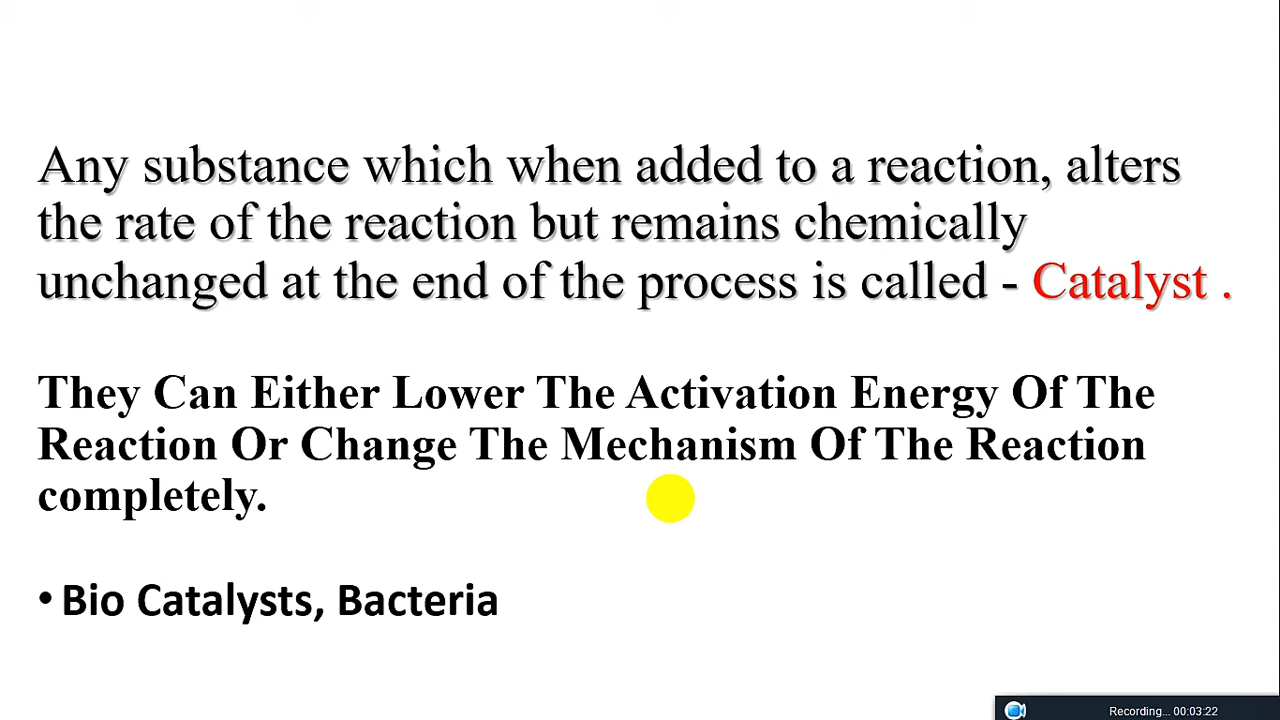 Any substance which when added to a reaction, alters
the rate of the reaction but remains chemically
unchanged at the end of the process is called - Catalyst .
They Can Either Lower The Activation Energy Of The
Reaction Or Change The Mechanism Of The Reaction
completely.
• Bio Catalysts, Bacteria
Recording... 00:03:22